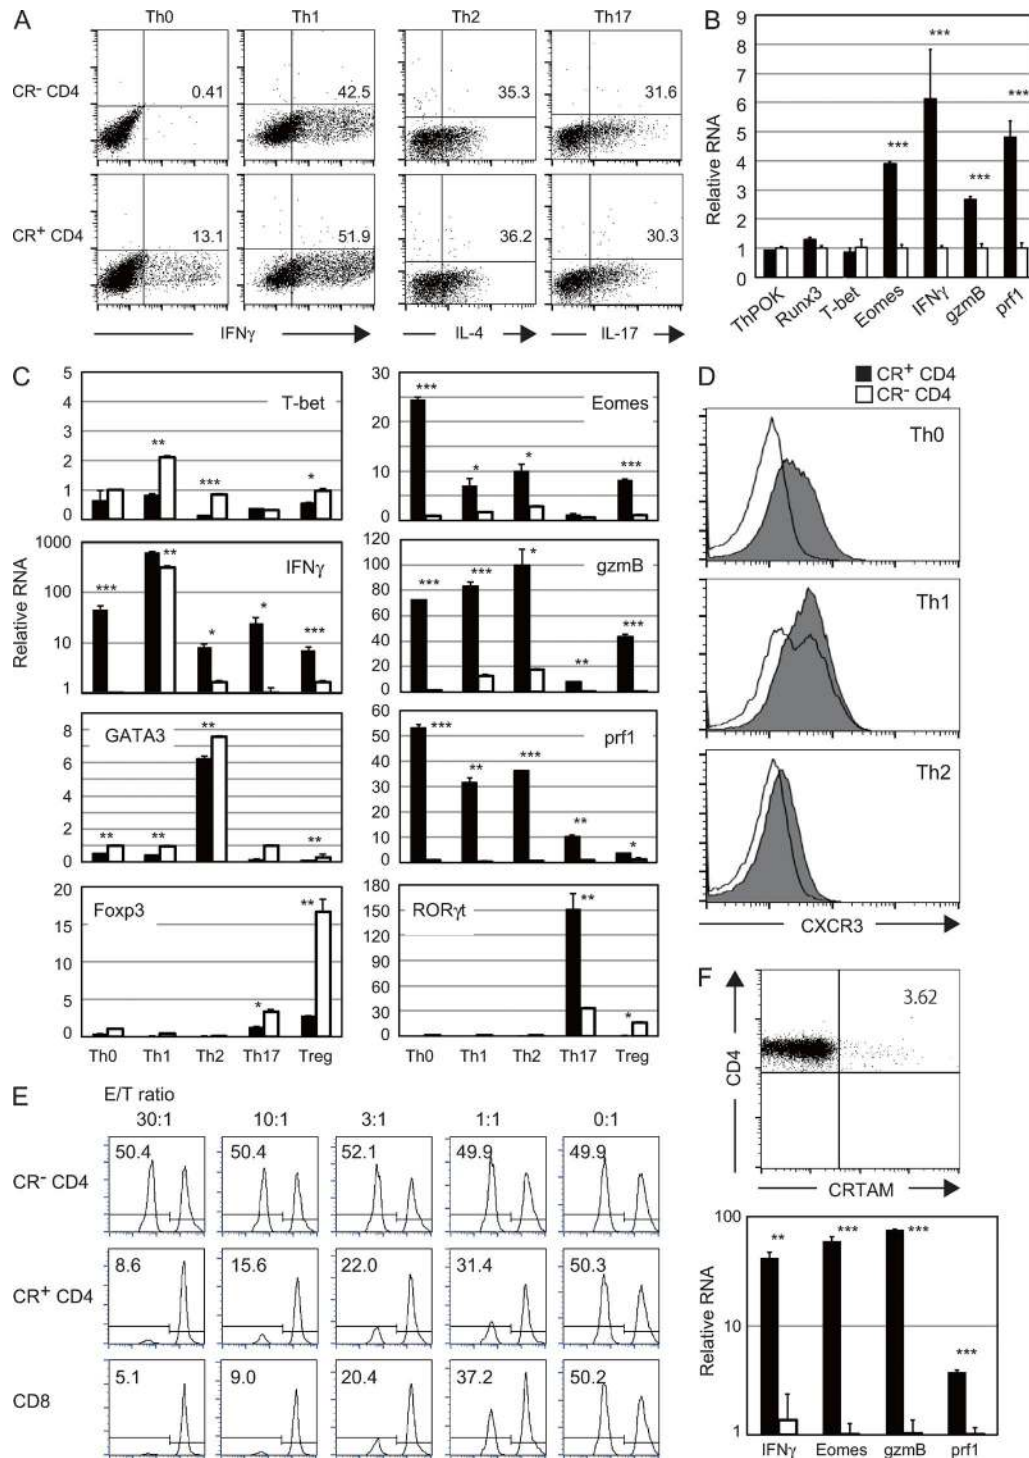 A
Th0 Th1 Th2 Th17
CR- CD4
0.41 42.5 35.3 31.6
CR+ CD4
13.1 51.9 36.2 30.3
IFNγ IL-4 IL-17
B
Relative RNA
9
8
7
6
5
4
3
2
1
0
*** *** *** ***
ThPOK Runx3 T-bet Eomes IFNγ gzmB prf1
C
Relative RNA
T-bet
5
4
3
2
1
0
** *** *
Eomes
30
20
10
0
*** * * ***
IFNγ
1000
100
10
1
*** ** * * ***
gzmB
120
100
80
60
40
20
0
*** *** * ** ***
GATA3
8
6
4
2
0
** ** ** **
prf1
60
50
40
30
20
10
0
*** ** *** ** *
Foxp3
20
15
10
5
0
* **
Th0 Th1 Th2 Th17 Treg
RORγt
180
150
120
90
60
30
0
** *
Th0 Th1 Th2 Th17 Treg
D
CR+ CD4
CR- CD4
Th0
Th1
Th2
CXCR3
E
E/T ratio
30:1 10:1 3:1 1:1 0:1
CR- CD4
50.4 50.4 52.1 49.9 49.9
CR+ CD4
8.6 15.6 22.0 31.4 50.3
CD8
5.1 9.0 20.4 37.2 50.2
F
CD4
3.62
CRTAM
Relative RNA
100
10
1
** *** *** ***
IFNγ Eomes gzmB prf1